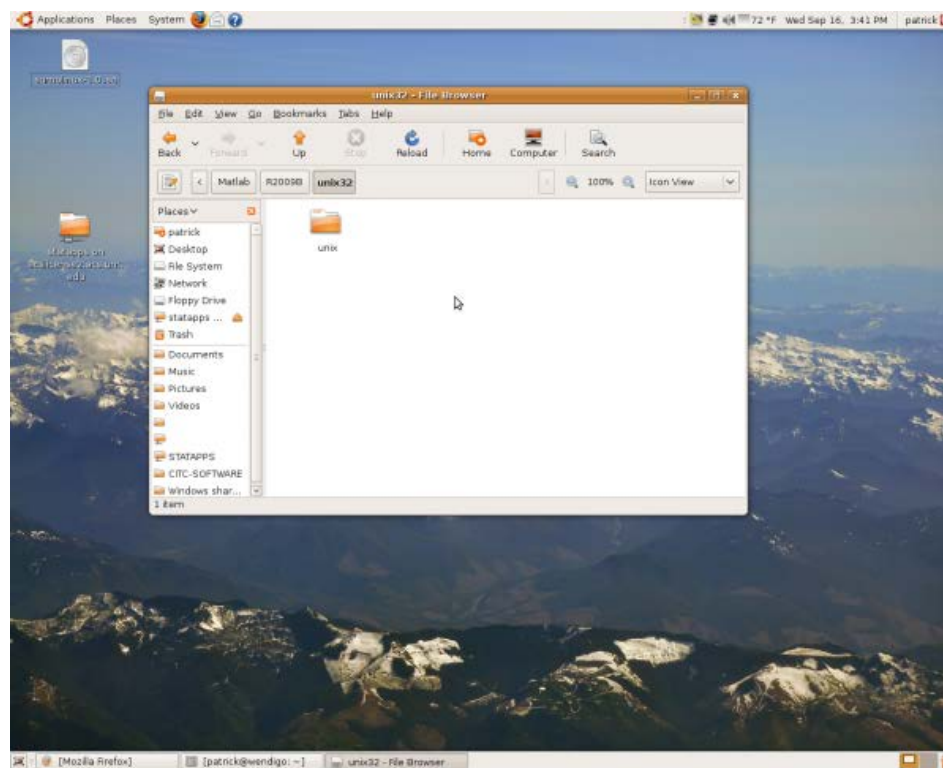 Applications Places System
72 °F Wed Sep 16, 3:41 PM patrick
unix32 - File Browser
File Edit View Go Bookmarks Tabs Help
Back Forward Up Stop Reload Home Computer Search
Matlab R2009B unix32 100% Icon View
Places
patrick
Desktop
File System
Network
Floppy Drive
statapps ...
Trash
Documents
Music
Pictures
Videos
STATAPPS
CITC-SOFTWARE
Windows shar...
unix
1 item
statapps on
edu
[Mozilla Firefox] [patrick@wendigo: ~] unix32 - File Browser